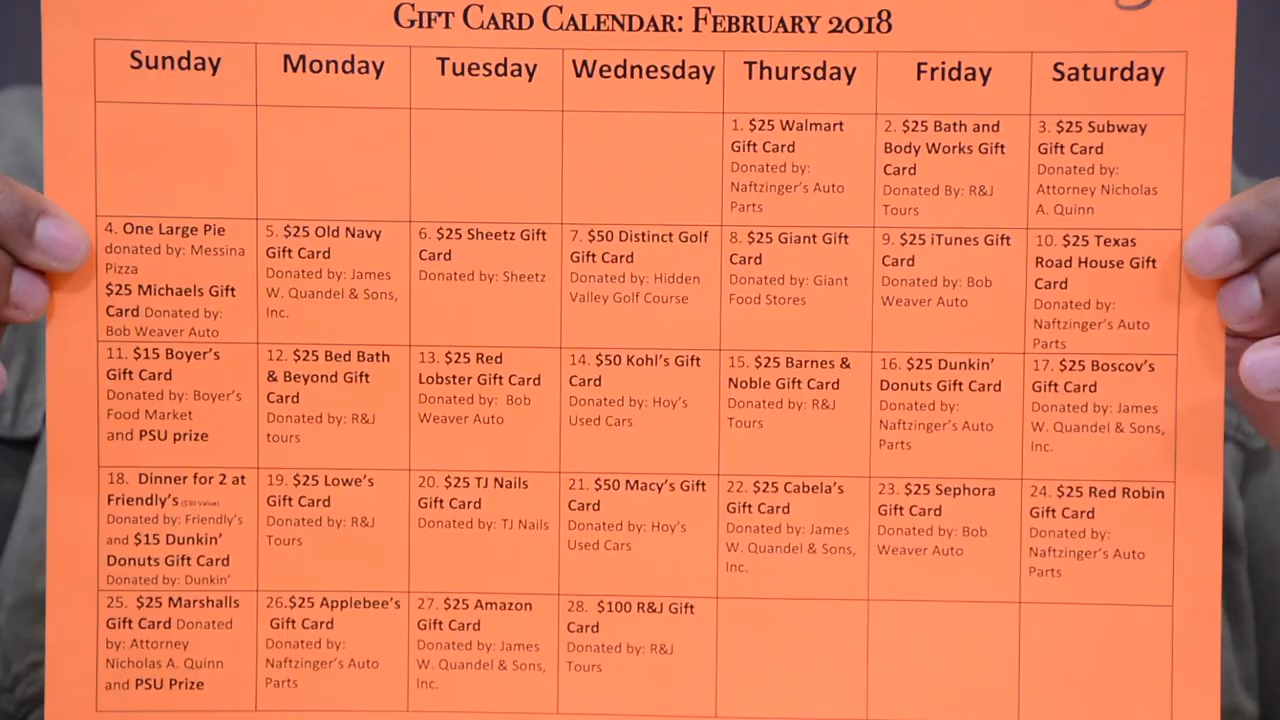 GIFT CARD CALENDAR: FEBRUARY 2018
Sunday Monday Tuesday Wednesday Thursday Friday Saturday
1. $25 Walmart
Gift Card
Donated by:
Naftzinger's Auto
Parts
2. $25 Bath and
Body Works Gift
Card
Donated By: R&J
Tours
3. $25 Subway
Gift Card
Donated by:
Attorney Nicholas
A. Quinn
4. One Large Pie
donated by: Messina
Pizza
$25 Michaels Gift
Card Donated by:
Bob Weaver Auto
5. $25 Old Navy
Gift Card
Donated by: James
W. Quandel & Sons,
Inc.
6. $25 Sheetz Gift
Card
Donated by: Sheetz
7. $50 Distinct Golf
Gift Card
Donated by: Hidden
Valley Golf Course
8. $25 Giant Gift
Card
Donated by: Giant
Food Stores
9. $25 iTunes Gift
Card
Donated by: Bob
Weaver Auto
10. $25 Texas
Road House Gift
Card
Donated by:
Naftzinger's Auto
Parts
11. $15 Boyer's
Gift Card
Donated by: Boyer's
Food Market
and PSU prize
12. $25 Bed Bath
& Beyond Gift
Card
Donated by: R&J
tours
13. $25 Red
Lobster Gift Card
Donated by: Bob
Weaver Auto
14. $50 Kohl's Gift
Card
Donated by: Hoy's
Used Cars
15. $25 Barnes &
Noble Gift Card
Donated by: R&J
Tours
16. $25 Dunkin'
Donuts Gift Card
Donated by:
Naftzinger's Auto
Parts
17. $25 Boscov's
Gift Card
Donated by: James
W. Quandel & Sons,
Inc.
18. Dinner for 2 at
Friendly's ($30 Value)
Donated by: Friendly's
and $15 Dunkin'
Donuts Gift Card
Donated by: Dunkin'
19. $25 Lowe's
Gift Card
Donated by: R&J
Tours
20. $25 TJ Nails
Gift Card
Donated by: TJ Nails
21. $50 Macy's Gift
Card
Donated by: Hoy's
Used Cars
22. $25 Cabela's
Gift Card
Donated by: James
W. Quandel & Sons,
Inc.
23. $25 Sephora
Gift Card
Donated by: Bob
Weaver Auto
24. $25 Red Robin
Gift Card
Donated by:
Naftzinger's Auto
Parts
25. $25 Marshalls
Gift Card Donated
by: Attorney
Nicholas A. Quinn
and PSU Prize
26.$25 Applebee's
Gift Card
Donated by:
Naftzinger's Auto
Parts
27. $25 Amazon
Gift Card
Donated by: James
W. Quandel & Sons,
Inc.
28. $100 R&J Gift
Card
Donated by: R&J
Tours